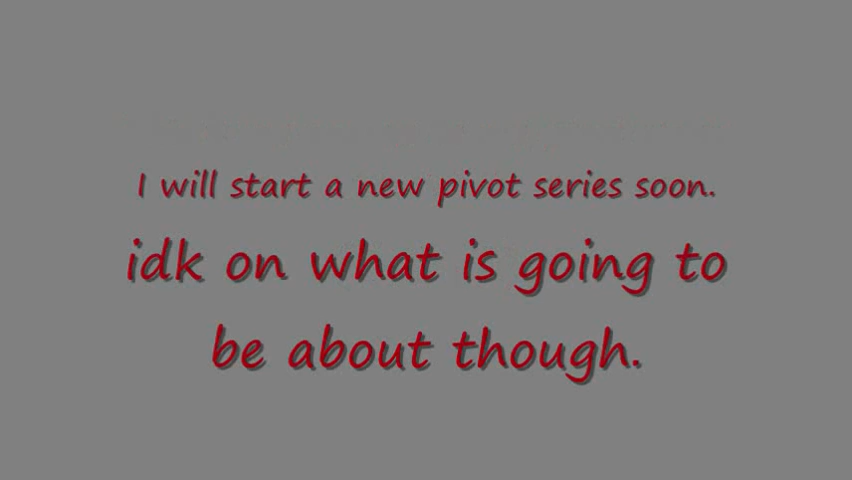 I will start a new pivot series soon.
idk on what is going to
be about though.